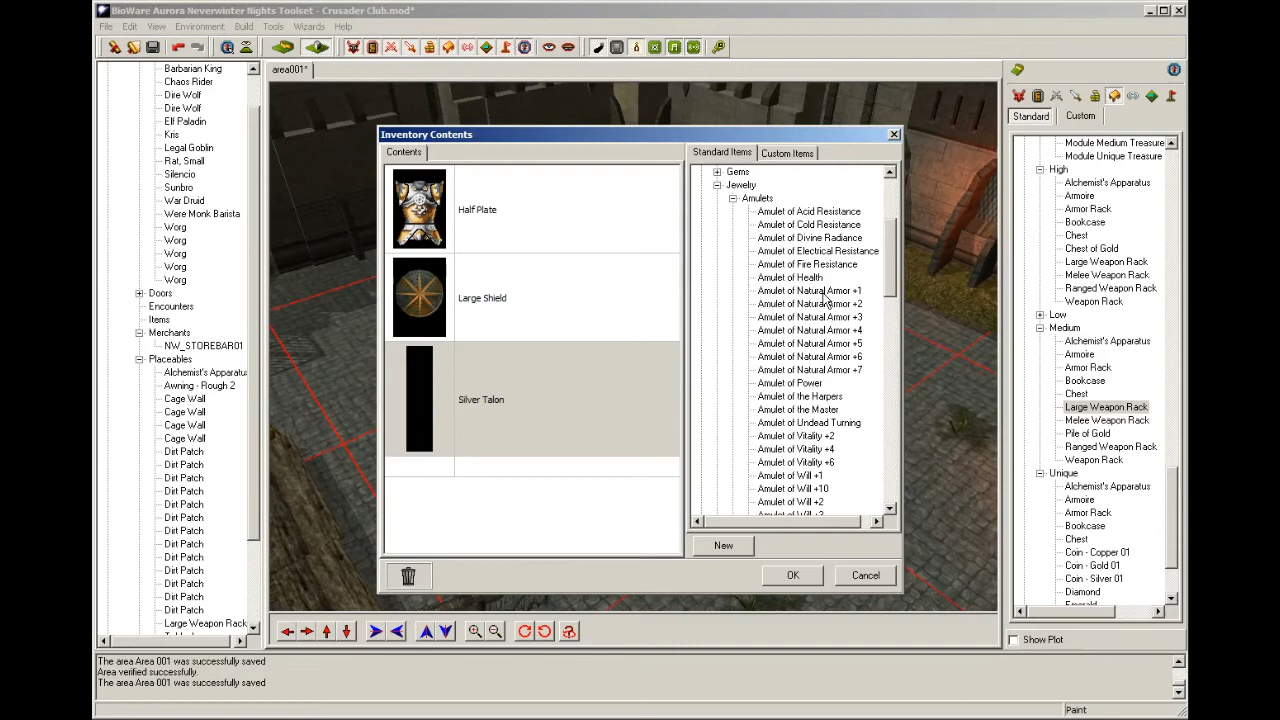 BioWare Aurora Neverwinter Nights Toolset - Crusader Club.mod*
File Edit View Environment Build Tools Wizards Help
Barbarian King
Chaos Rider
Dire Wolf
Dire Wolf
Elf Paladin
Kris
Legal Goblin
Rat, Small
Silencio
Sunbro
War Druid
Were Monk Barista
Worg
Worg
Worg
Worg
Worg
Doors
Encounters
Items
Merchants
NW_STOREBAR01
Placeables
Alchemist's Apparatu
Awning - Rough 2
Cage Wall
Cage Wall
Cage Wall
Cage Wall
Dirt Patch
Dirt Patch
Dirt Patch
Dirt Patch
Dirt Patch
Dirt Patch
Dirt Patch
Dirt Patch
Dirt Patch
Dirt Patch
Dirt Patch
Dirt Patch
Dirt Patch
Large Weapon Rack
area001*
Inventory Contents
Contents
Half Plate
Large Shield
Silver Talon
Standard Items Custom Items
Gems
Jewelry
Amulets
Amulet of Acid Resistance
Amulet of Cold Resistance
Amulet of Divine Radiance
Amulet of Electrical Resistance
Amulet of Fire Resistance
Amulet of Health
Amulet of Natural Armor +1
Amulet of Natural Armor +2
Amulet of Natural Armor +3
Amulet of Natural Armor +4
Amulet of Natural Armor +5
Amulet of Natural Armor +6
Amulet of Natural Armor +7
Amulet of Power
Amulet of the Harpers
Amulet of the Master
Amulet of Undead Turning
Amulet of Vitality +2
Amulet of Vitality +4
Amulet of Vitality +6
Amulet of Will +1
Amulet of Will +10
Amulet of Will +2
New
OK Cancel
Standard Custom
Module Medium Treasure
Module Unique Treasure
High
Alchemist's Apparatus
Armoire
Armor Rack
Bookcase
Chest
Chest of Gold
Large Weapon Rack
Melee Weapon Rack
Ranged Weapon Rack
Weapon Rack
Low
Medium
Alchemist's Apparatus
Armoire
Armor Rack
Bookcase
Chest
Large Weapon Rack
Melee Weapon Rack
Pile of Gold
Ranged Weapon Rack
Weapon Rack
Unique
Alchemist's Apparatus
Armoire
Armor Rack
Bookcase
Chest
Coin - Copper 01
Coin - Gold 01
Coin - Silver 01
Diamond
Show Plot
The area Area 001 was successfully saved
Area verified successfully.
The area Area 001 was successfully saved
Paint